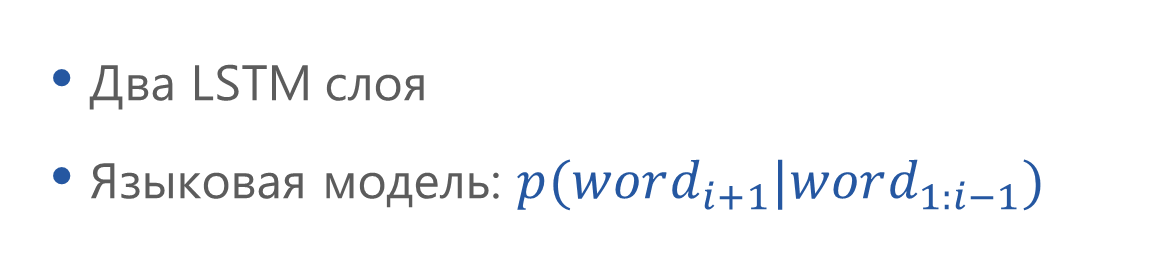 • Два LSTM слоя
• Языковая модель: $p(word_{i+1}|word_{1:i-1})$